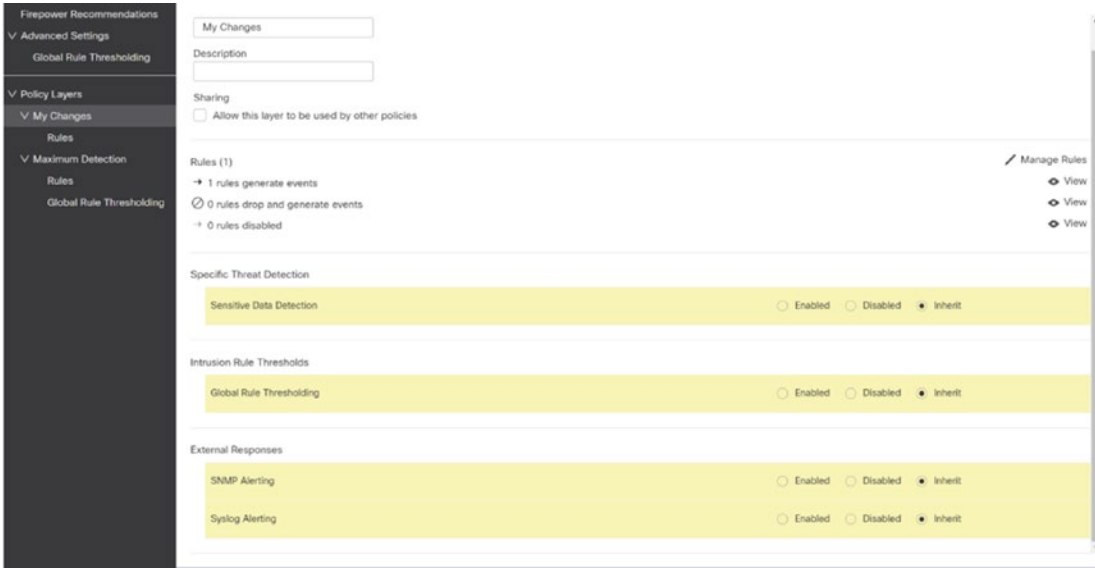 Firepower Recommendations
Advanced Settings
Global Rule Thresholding
Policy Layers
My Changes
Rules
Maximum Detection
Rules
Global Rule Thresholding
My Changes
Description
Sharing
Allow this layer to be used by other policies
Rules (1) Manage Rules
1 rules generate events View
0 rules drop and generate events View
0 rules disabled View
Specific Threat Detection
Sensitive Data Detection Enabled Disabled Inherit
Intrusion Rule Thresholds
Global Rule Thresholding Enabled Disabled Inherit
External Responses
SNMP Alerting Enabled Disabled Inherit
Syslog Alerting Enabled Disabled Inherit